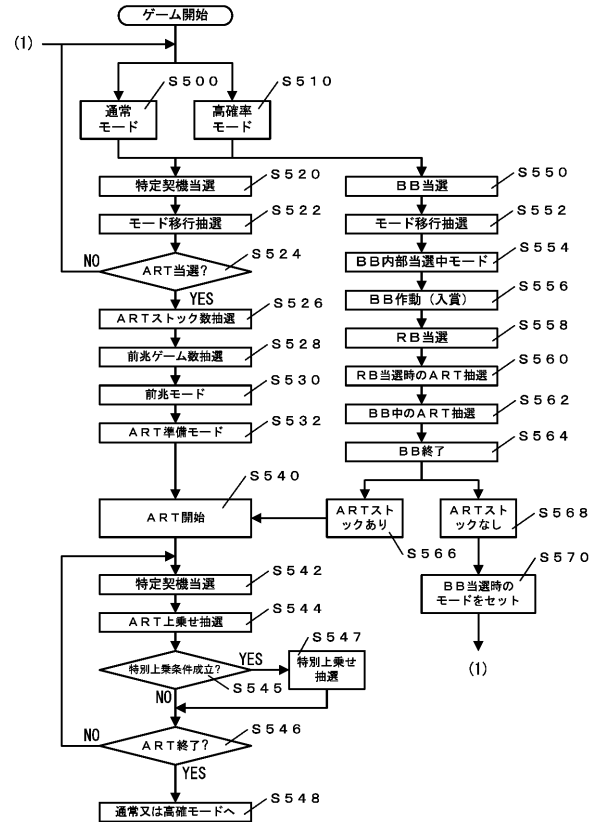 ゲーム開始
(1)
S500
S510
通常
モード
高確率
モード
S520
特定契機当選
S522
モード移行抽選
S524
NO
ART当選?
YES
S526
ARTストック数抽選
S528
前兆ゲーム数抽選
S530
前兆モード
S532
ART準備モード
S550
BB当選
S552
モード移行抽選
S554
BB内部当選中モード
S556
BB作動(入賞)
S558
RB当選
S560
RB当選時のART抽選
S562
BB中のART抽選
S564
BB終了
S540
ART開始
ARTスト
ックあり
S566
ARTスト
ックなし
S568
S570
BB当選時の
モードをセット
(1)
S542
特定契機当選
S544
ART上乗せ抽選
S547
特別上乗条件成立?
YES
S545
特別上乗せ
抽選
NO
S546
NO
ART終了?
YES
S548
通常又は高確モードへ